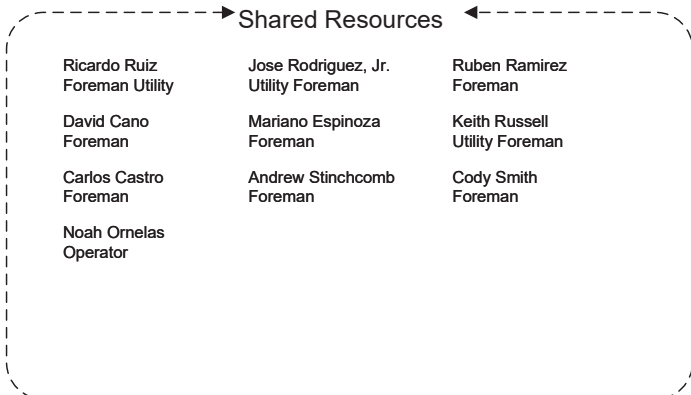 Shared Resources
Ricardo Ruiz
Foreman Utility
Jose Rodriguez, Jr.
Utility Foreman
Ruben Ramirez
Foreman
David Cano
Foreman
Mariano Espinoza
Foreman
Keith Russell
Utility Foreman
Carlos Castro
Foreman
Andrew Stinchcomb
Foreman
Cody Smith
Foreman
Noah Ornelas
Operator